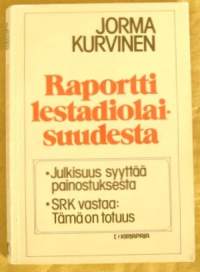 JORMA
KURVINEN
Raportti
lestadiolai-
suudesta
•Julkisuus syyttää
painostuksesta
•SRK vastaa:
Tämä on totuus
KIRJAPAJA